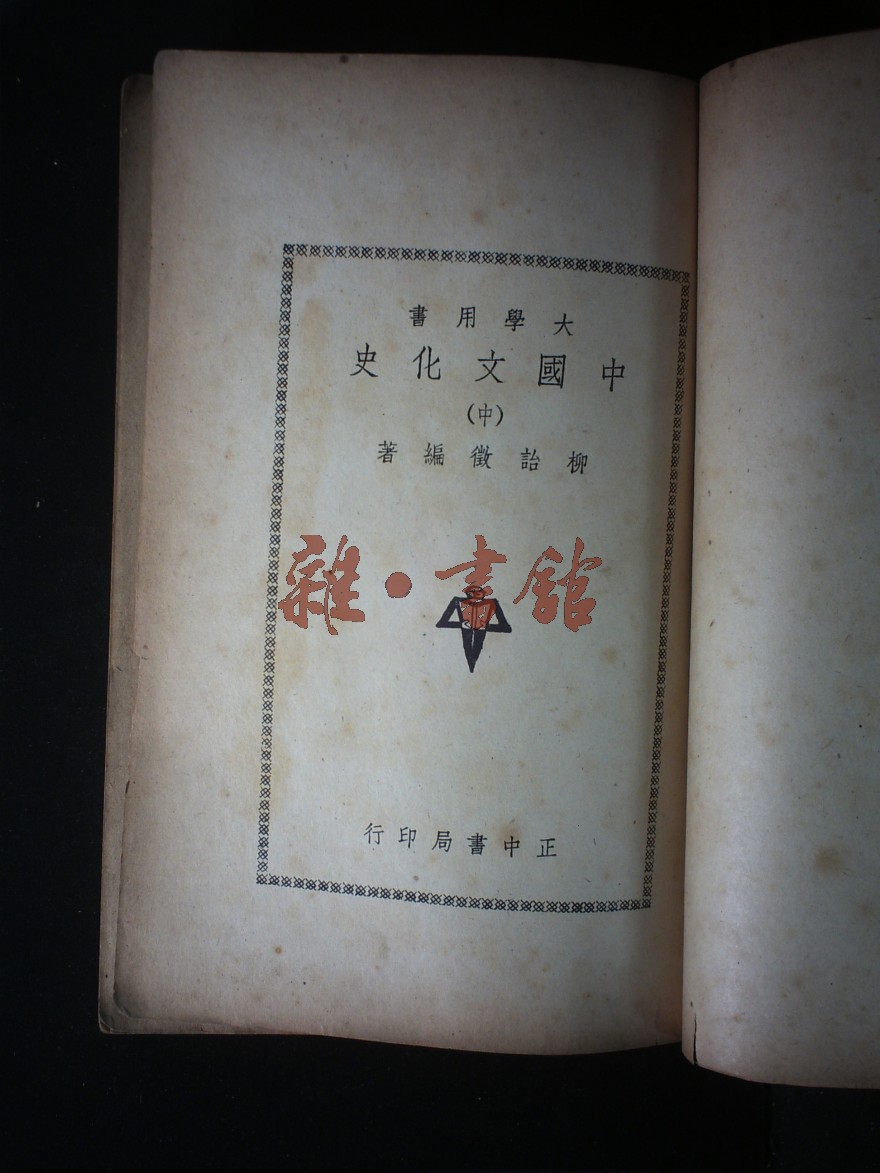 大學用書
中國文化史
(中)
柳詒徵編著
雜・書館
正中書局印行